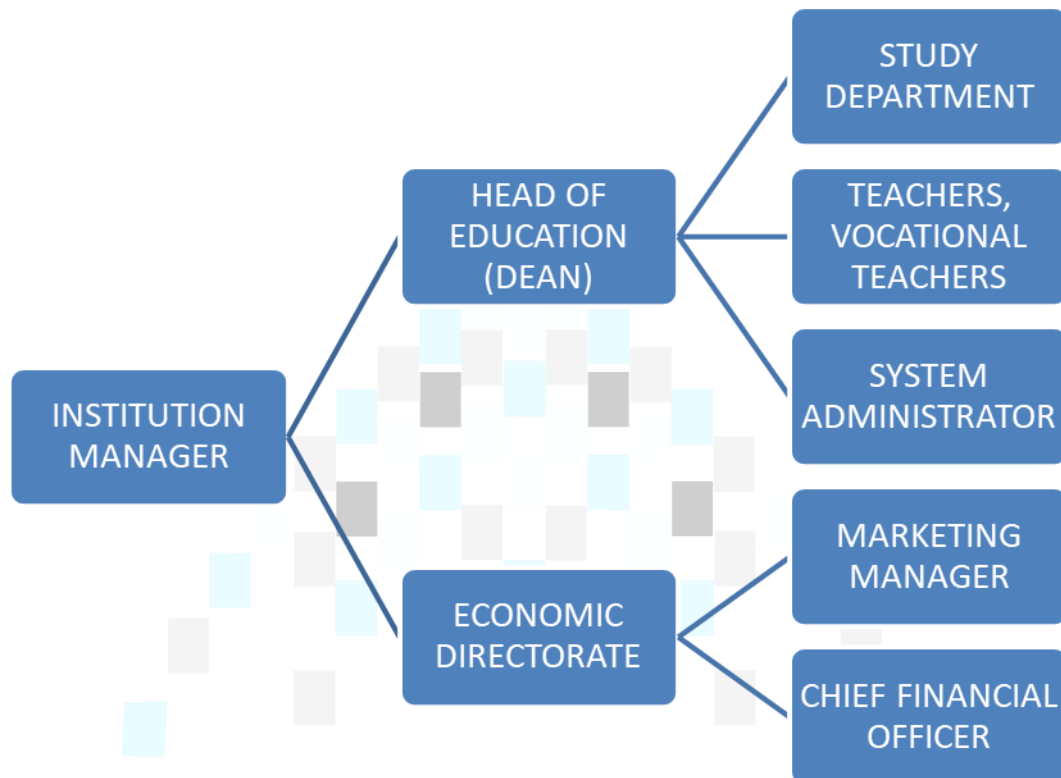 STUDY
DEPARTMENT
HEAD OF
EDUCATION
(DEAN)
TEACHERS,
VOCATIONAL
TEACHERS
INSTITUTION
MANAGER
SYSTEM
ADMINISTRATOR
MARKETING
MANAGER
ECONOMIC
DIRECTORATE
CHIEF FINANCIAL
OFFICER